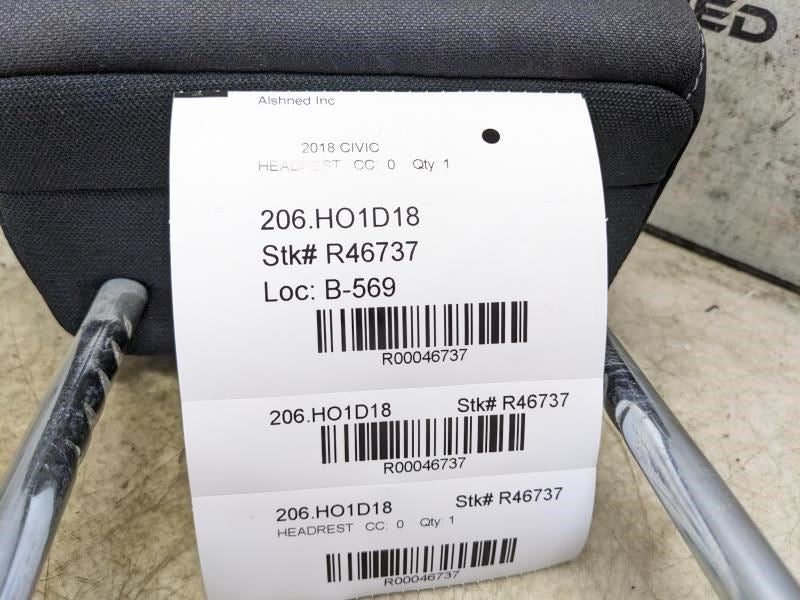 Alshned Inc
2018 CIVIC
HEADREST CC: 0 Qty: 1
206.HO1D18
Stk# R46737
Loc: B-569
R00046737
206.HO1D18 Stk# R46737
R00046737
206.HO1D18 Stk# R46737
HEADREST CC: 0 Qty: 1
R00046737